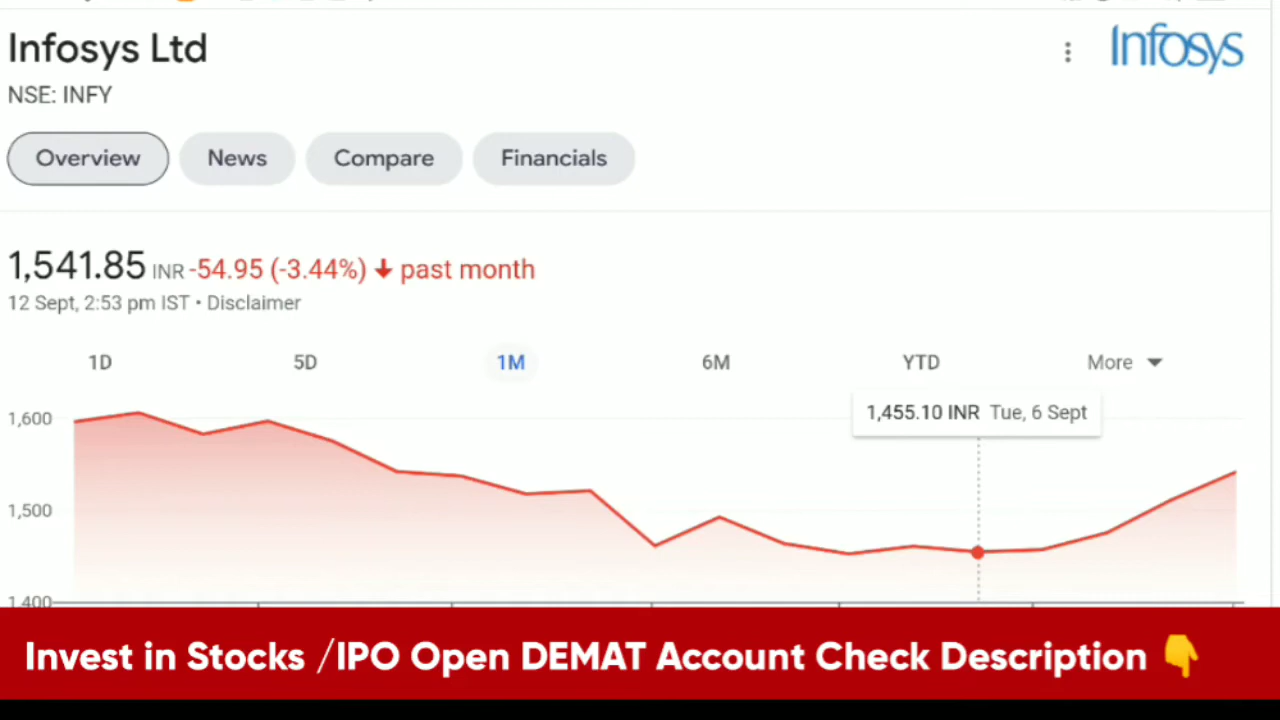 Infosys Ltd
Infosys
NSE: INFY
Overview News Compare Financials
1,541.85 INR -54.95 (-3.44%) ↓ past month
12 Sept, 2:53 pm IST • Disclaimer
1D 5D 1M 6M YTD More
1,455.10 INR Tue, 6 Sept
1,600
1,500
1,400
Invest in Stocks /IPO Open DEMAT Account Check Description 👇